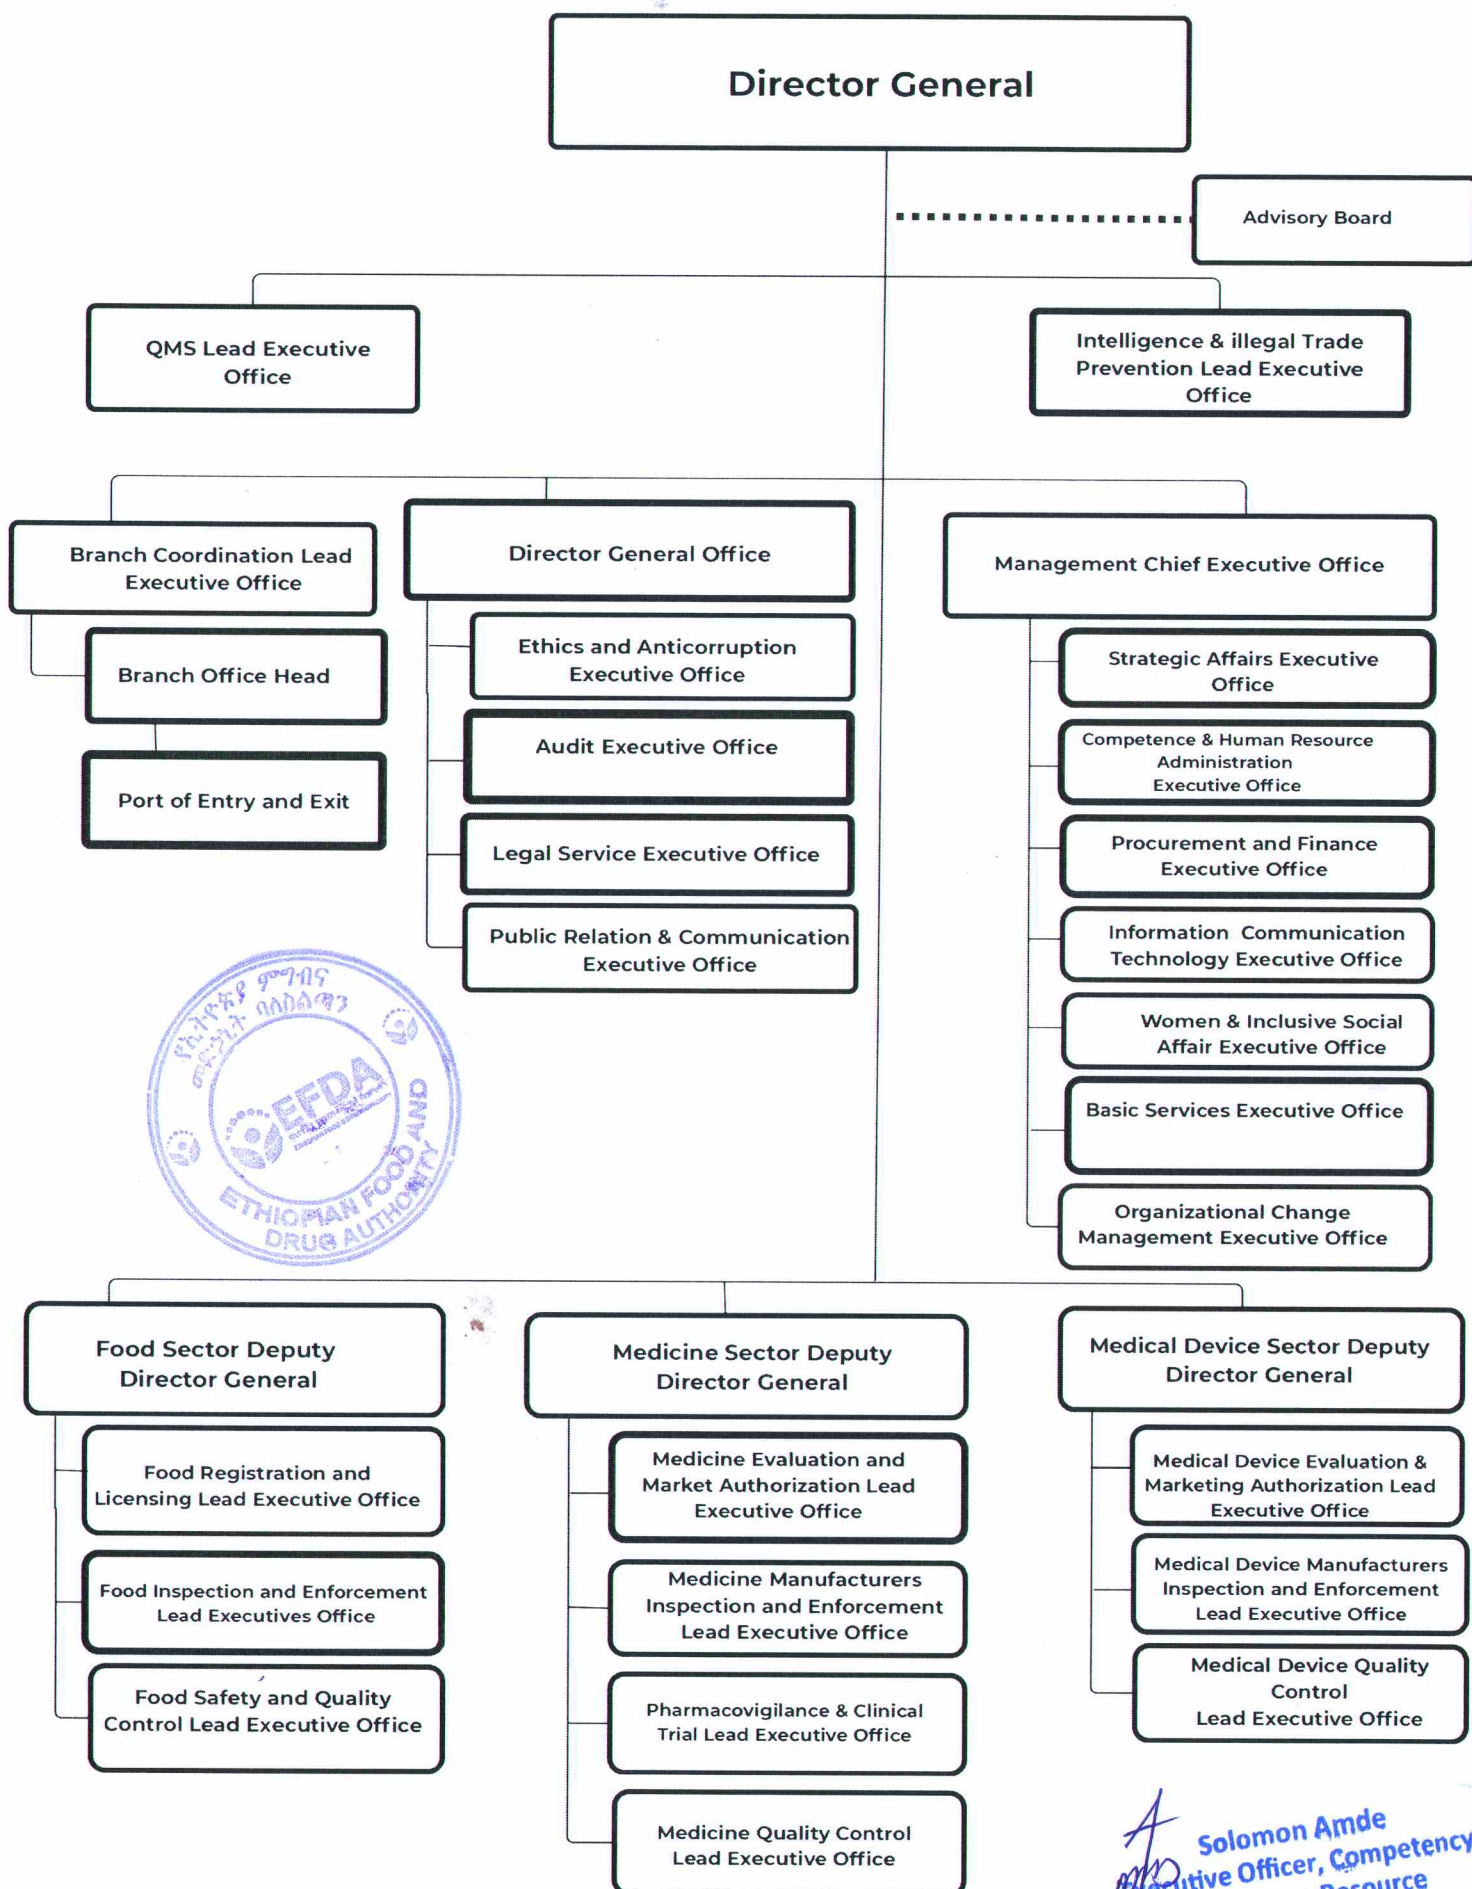 Director General
Advisory Board
QMS Lead Executive
Office
Intelligence & illegal Trade
Prevention Lead Executive
Office
Branch Coordination Lead
Executive Office
Branch Office Head
Port of Entry and Exit
Director General Office
Ethics and Anticorruption
Executive Office
Audit Executive Office
Legal Service Executive Office
Public Relation & Communication
Executive Office
Management Chief Executive Office
Strategic Affairs Executive
Office
Competence & Human Resource
Administration
Executive Office
Procurement and Finance
Executive Office
Information Communication
Technology Executive Office
Women & Inclusive Social
Affair Executive Office
Basic Services Executive Office
Organizational Change
Management Executive Office
የኢትዮጵያ ምግብና
መድኃኒት ባለስልጣን
EFDA
ETHIOPIAN FOOD AND
DRUG AUTHORITY
Food Sector Deputy
Director General
Food Registration and
Licensing Lead Executive Office
Food Inspection and Enforcement
Lead Executives Office
Food Safety and Quality
Control Lead Executive Office
Medicine Sector Deputy
Director General
Medicine Evaluation and
Market Authorization Lead
Executive Office
Medicine Manufacturers
Inspection and Enforcement
Lead Executive Office
Pharmacovigilance & Clinical
Trial Lead Executive Office
Medicine Quality Control
Lead Executive Office
Medical Device Sector Deputy
Director General
Medical Device Evaluation &
Marketing Authorization Lead
Executive Office
Medical Device Manufacturers
Inspection and Enforcement
Lead Executive Office
Medical Device Quality
Control
Lead Executive Office
Solomon Amde
Officer, Competency
Resource